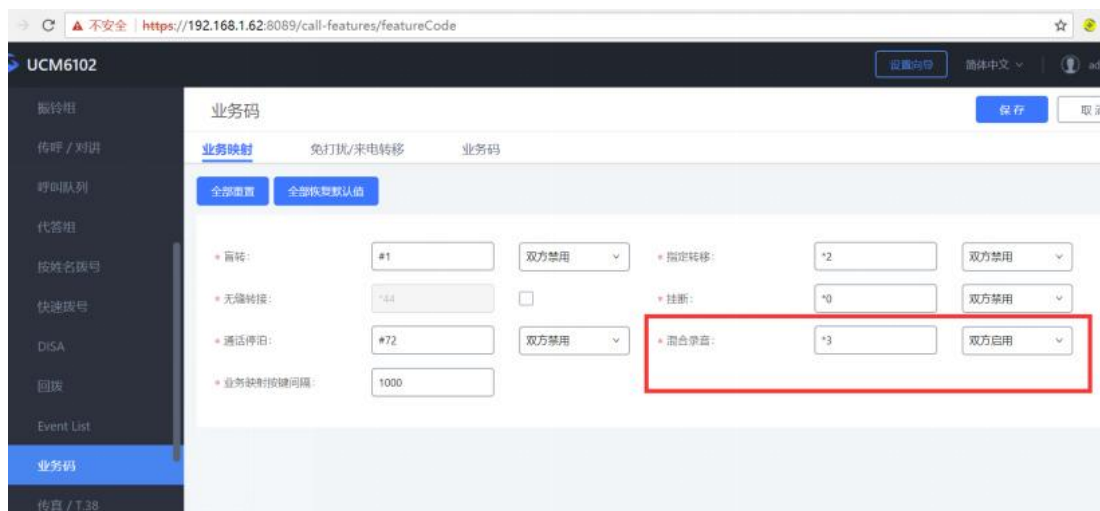 不安全 https://192.168.1.62:8089/call-features/featureCode
UCM6102 设置向导 简体中文 ad
振铃组 业务码 保存 取消
传呼 / 对讲 业务映射 免打扰/来电转移 业务码
呼叫队列 全部重置 全部恢复默认值
代答组
按姓名拨号 * 盲转: #1 双方禁用 * 指定转移: *2 双方禁用
快速拨号 * 无缝转接: *44 * 挂断: *0 双方禁用
DISA * 通话停泊: #72 双方禁用 * 混合录音: *3 双方启用
回拨 * 业务映射按键间隔: 1000
Event List
业务码
传真 / T.38